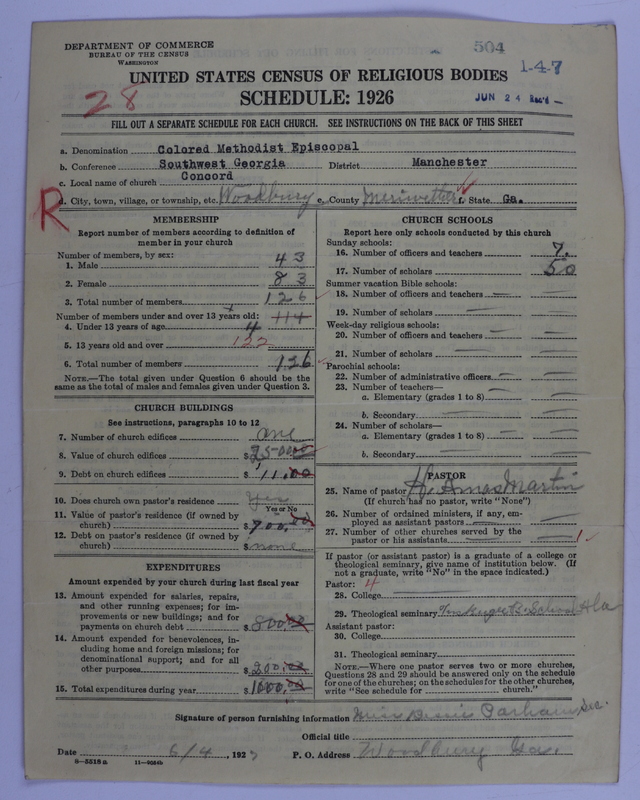 DEPARTMENT OF COMMERCE
BUREAU OF THE CENSUS
WASHINGTON
504
1-4-7
UNITED STATES CENSUS OF RELIGIOUS BODIES
28
SCHEDULE: 1926
JUN 24 Rec'd
FILL OUT A SEPARATE SCHEDULE FOR EACH CHURCH. SEE INSTRUCTIONS ON THE BACK OF THIS SHEET
a. Denomination Colored Methodist Episcopal
b. Conference Southwest Georgia District Manchester
c. Local name of church Concord
R
d. City, town, village, or township, etc. Woodbury e. County Meriwether f. State Ga.
MEMBERSHIP
Report number of members according to definition of
member in your church
Number of members, by sex:
1. Male 43
2. Female 83
3. Total number of members 126
Number of members under and over 13 years old: 114
4. Under 13 years of age 4
5. 13 years old and over 122
6. Total number of members 126
NOTE.—The total given under Question 6 should be
the same as the total of males and females given under Question 3.
CHURCH BUILDINGS
See instructions, paragraphs 10 to 12
7. Number of church edifices one
8. Value of church edifices $2500.00
9. Debt on church edifices $11.00
10. Does church own pastor's residence Yes
Yes or No
11. Value of pastor's residence (if owned by
church) $700.00
12. Debt on pastor's residence (if owned by
church) $none
EXPENDITURES
Amount expended by your church during last fiscal year
13. Amount expended for salaries, repairs,
and other running expenses; for im-
provements or new buildings; and for
payments on church debt $800.00
14. Amount expended for benevolences, in-
cluding home and foreign missions; for
denominational support; and for all
other purposes $200.00
15. Total expenditures during year $1000.00
CHURCH SCHOOLS
Report here only schools conducted by this church
Sunday schools:
16. Number of officers and teachers 7.
17. Number of scholars 50
Summer vacation Bible schools:
18. Number of officers and teachers
19. Number of scholars
Week-day religious schools:
20. Number of officers and teachers
21. Number of scholars
Parochial schools:
22. Number of administrative officers
23. Number of teachers—
a. Elementary (grades 1 to 8)
b. Secondary
24. Number of scholars—
a. Elementary (grades 1 to 8)
b. Secondary
PASTOR
25. Name of pastor H. Amos Martin
(If church has no pastor, write "None")
26. Number of ordained ministers, if any, em-
ployed as assistant pastors
27. Number of other churches served by the
pastor or his assistants 1
If pastor (or assistant pastor) is a graduate of a college or
theological seminary, give name of institution below. (If
not a graduate, write "No" in the space indicated.)
Pastor: 4
28. College
29. Theological seminary Ala
Assistant pastor:
30. College
31. Theological seminary
NOTE.—Where one pastor serves two or more churches,
Questions 28 and 29 should be answered only on the schedule
for one of the churches; on the schedules for the other churches,
write "See schedule for church."
Signature of person furnishing information Miss Parham Sec.
Official title
Date 6/4, 192 P. O. Address Woodbury Ga.
8-5518 a 11-9064b